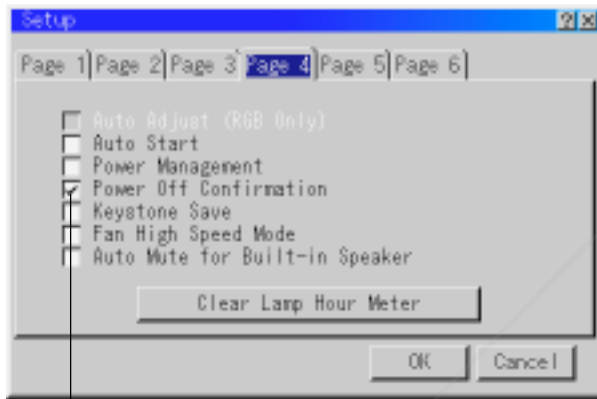 Setup
Page 1 Page 2 Page 3 Page 4 Page 5 Page 6
Auto Adjust (RGB Only)
Auto Start
Power Management
Power Off Confirmation
Keystone Save
Fan High Speed Mode
Auto Mute for Built-in Speaker
Clear Lamp Hour Meter
OK Cancel